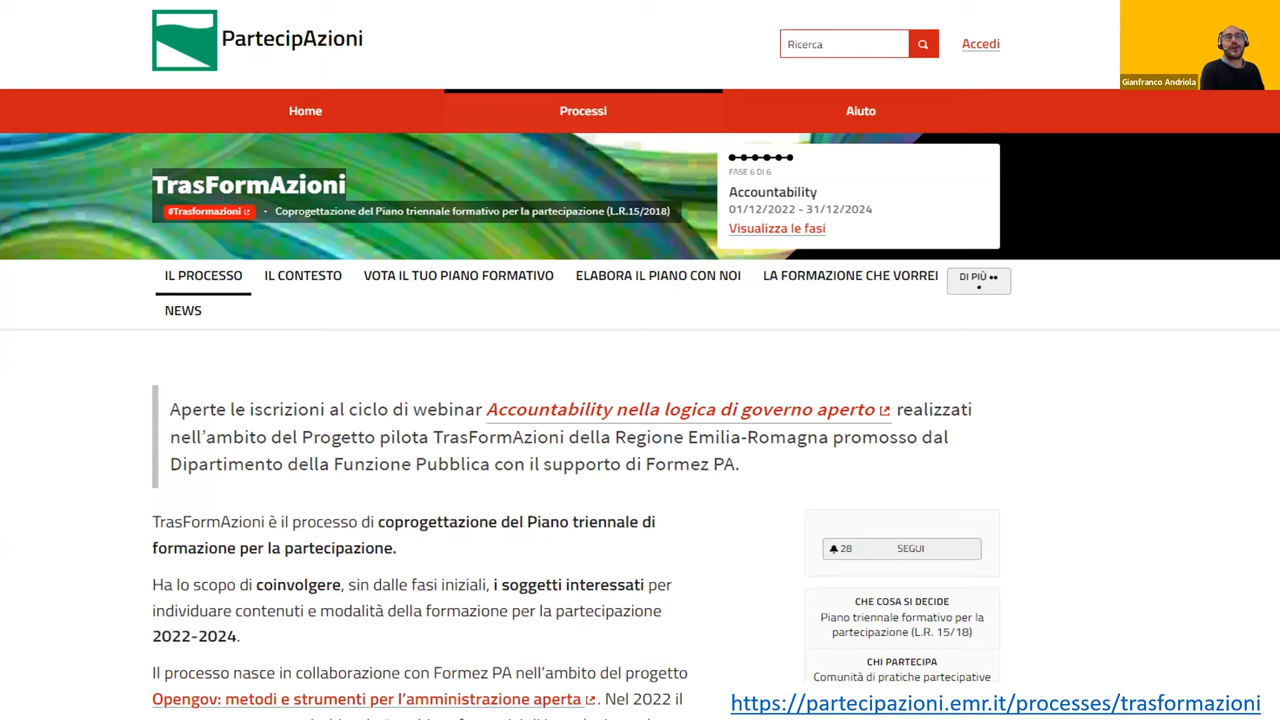 PartecipAzioni
Ricerca
Accedi
Gianfranco Andriola
Home
Processi
Aiuto
TrasFormAzioni
#Trasformazioni - Coprogettazione del Piano triennale formativo per la partecipazione (L.R.15/2018)
FASE 6 DI 6
Accountability
01/12/2022 - 31/12/2024
Visualizza le fasi
IL PROCESSO
IL CONTESTO
VOTA IL TUO PIANO FORMATIVO
ELABORA IL PIANO CON NOI
LA FORMAZIONE CHE VORREI
DI PIÙ
NEWS
Aperte le iscrizioni al ciclo di webinar Accountability nella logica di governo aperto realizzati
nell'ambito del Progetto pilota TrasFormAzioni della Regione Emilia-Romagna promosso dal
Dipartimento della Funzione Pubblica con il supporto di Formez PA.
TrasFormAzioni è il processo di coprogettazione del Piano triennale di
formazione per la partecipazione.
Ha lo scopo di coinvolgere, sin dalle fasi iniziali, i soggetti interessati per
individuare contenuti e modalità della formazione per la partecipazione
2022-2024.
Il processo nasce in collaborazione con Formez PA nell'ambito del progetto
Opengov: metodi e strumenti per l'amministrazione aperta. Nel 2022 il
28 SEGUI
CHE COSA SI DECIDE
Piano triennale formativo per la
partecipazione (L.R. 15/18)
CHI PARTECIPA
Comunità di pratiche partecipative
https://partecipazioni.emr.it/processes/trasformazioni